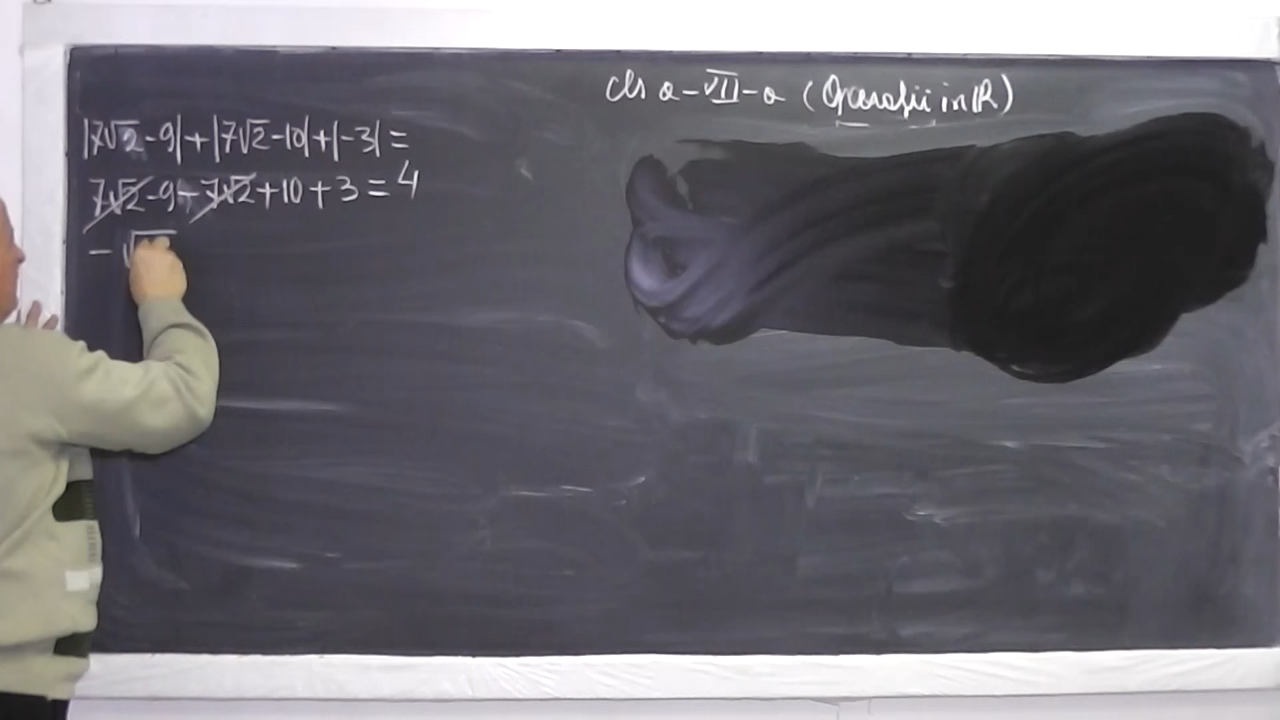 cls a-VII-a (Operații in ℝ)
|7√2-9|+|7√2-10|+|-3|=
7√2-9-7√2+10+3=4
-√